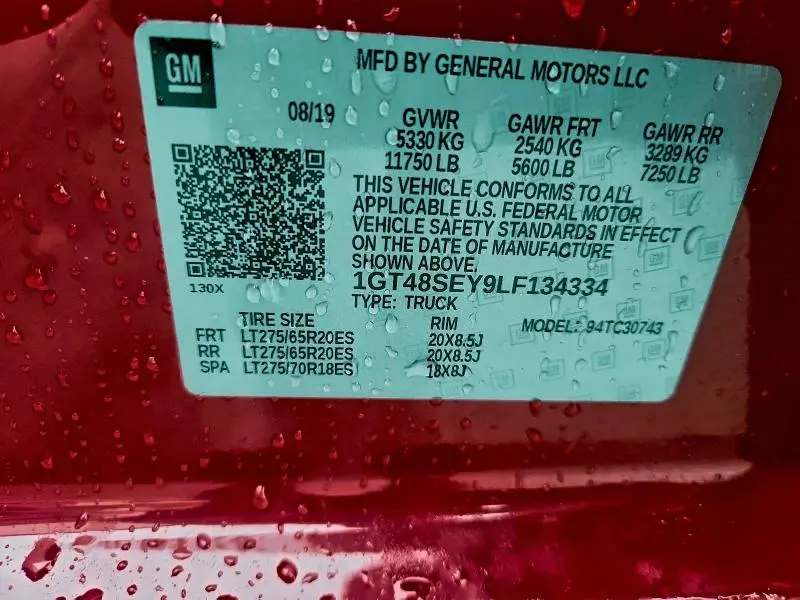 GM
MFD BY GENERAL MOTORS LLC
08/19
GVWR GAWR FRT GAWR RR
5330 KG 2540 KG 3289 KG
11750 LB 5600 LB 7250 LB
THIS VEHICLE CONFORMS TO ALL
APPLICABLE U.S. FEDERAL MOTOR
VEHICLE SAFETY STANDARDS IN EFFECT
ON THE DATE OF MANUFACTURE
SHOWN ABOVE.
130X
1GT48SEY9LF134334
TYPE: TRUCK
MODEL: 94TC30743
TIRE SIZE RIM
FRT LT275/65R20ES 20X8.5J
RR LT275/65R20ES 20X8.5J
SPA LT275/70R18ES 18X8J